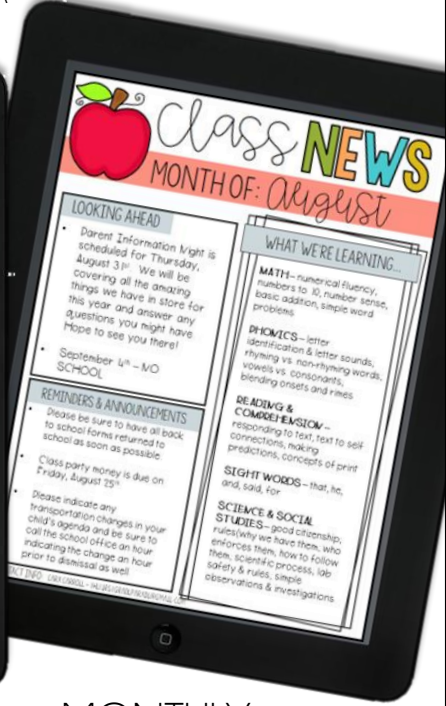 Class NEWS
MONTH OF: August
LOOKING AHEAD
• Parent Information Night is
scheduled for Thursday,
August 31st. We will be
covering all the amazing
things we have in store for
this year and answer any
questions you might have.
Hope to see you there!
• September 4th – NO
SCHOOL
REMINDERS & ANNOUNCEMENTS
• Please be sure to have all back
to school forms returned to
school as soon as possible
• Class party money is due on
Friday, August 25th
• Please indicate any
transportation changes in your
child's agenda and be sure to
call the school office an hour
indicating the change an hour
prior to dismissal as well
INFO: CARA CARROLL -
WHAT WE'RE LEARNING...
MATH – numerical fluency,
numbers to 10, number sense,
basic addition, simple word
problems
PHONICS – letter
identification & letter sounds,
rhyming vs. non-rhyming words,
vowels vs. consonants,
blending onsets and rimes
READING &
COMPREHENSION –
responding to text, text to self
connections, making
predictions, concepts of print
SIGHT WORDS – that, he,
and, said, for
SCIENCE & SOCIAL
STUDIES – good citizenship,
rules(why we have them, who
enforces them, how to follow
them, scientific process, lab
safety & rules, simple
observations & investigations
MONTHLY